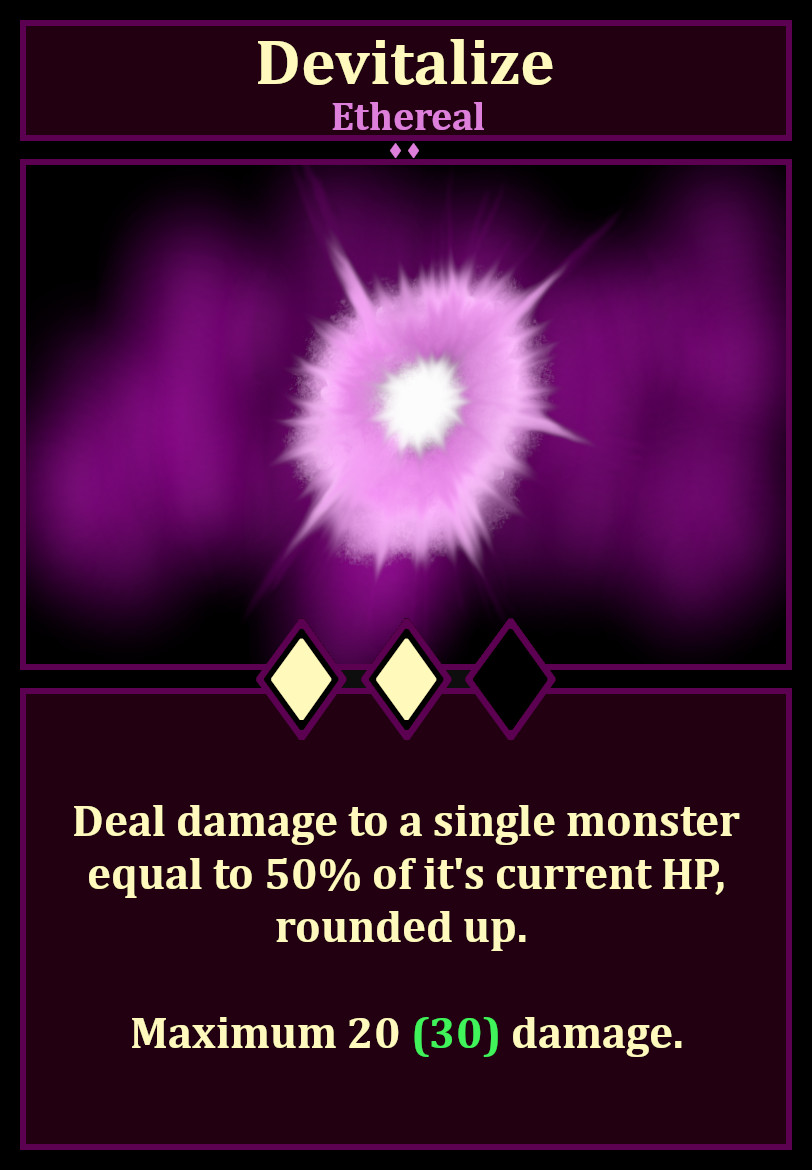 Devitalize
Ethereal
Deal damage to a single monster
equal to 50% of it's current HP,
rounded up.
Maximum 20 (30) damage.